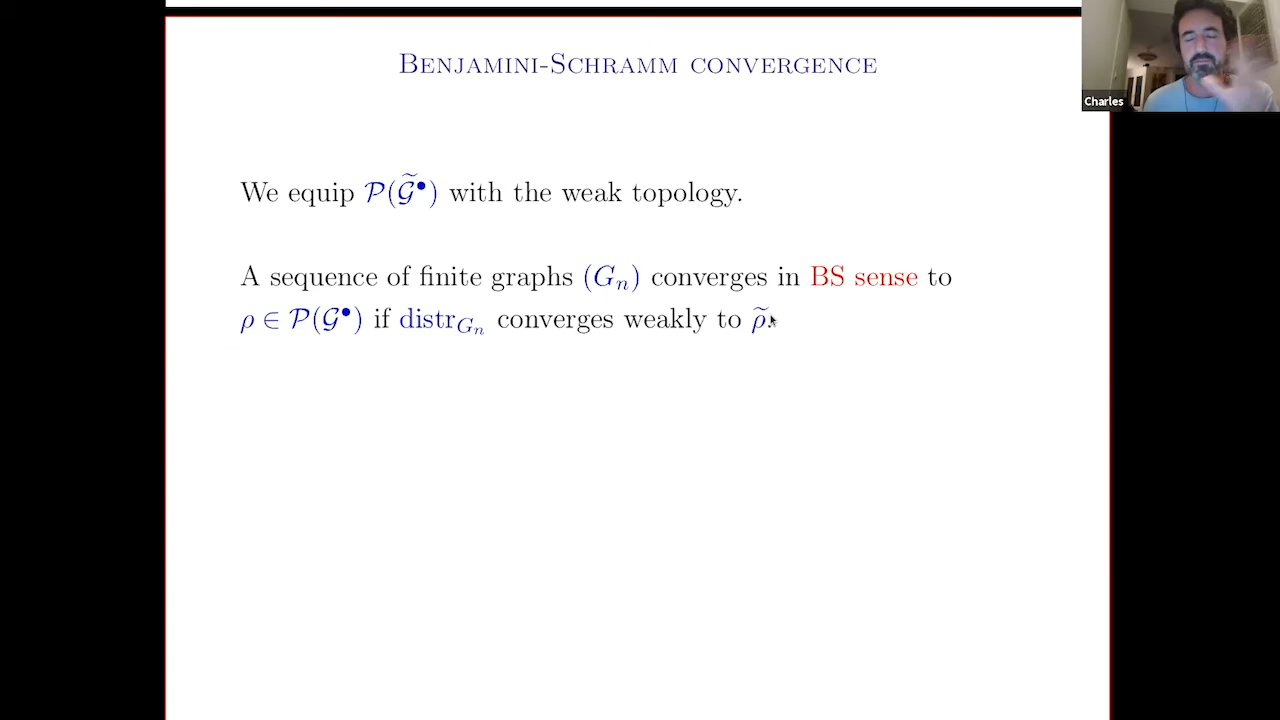 BENJAMINI-SCHRAMM CONVERGENCE
Charles
We equip 𝒫(𝒢̃•) with the weak topology.
A sequence of finite graphs (Gₙ) converges in BS sense to
ρ ∈ 𝒫(𝒢•) if distr_{Gₙ} converges weakly to ρ̃.